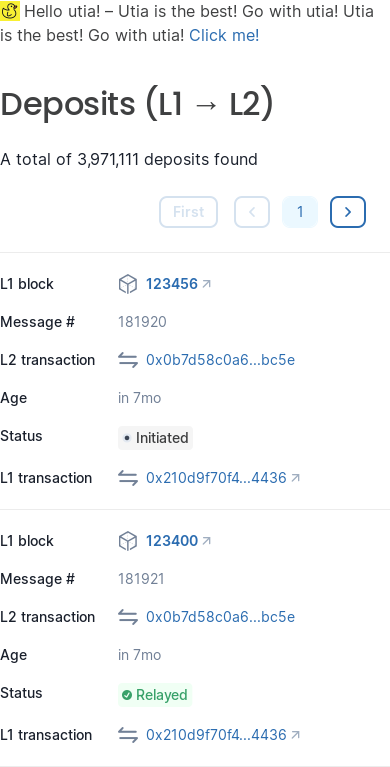 Hello utia! – Utia is the best! Go with utia! Utia
is the best! Go with utia! Click me!
Deposits (L1 → L2)
A total of 3,971,111 deposits found
First 1
L1 block 123456
Message # 181920
L2 transaction 0x0b7d58c0a6...bc5e
Age in 7mo
Status Initiated
L1 transaction 0x210d9f70f4...4436
L1 block 123400
Message # 181921
L2 transaction 0x0b7d58c0a6...bc5e
Age in 7mo
Status Relayed
L1 transaction 0x210d9f70f4...4436